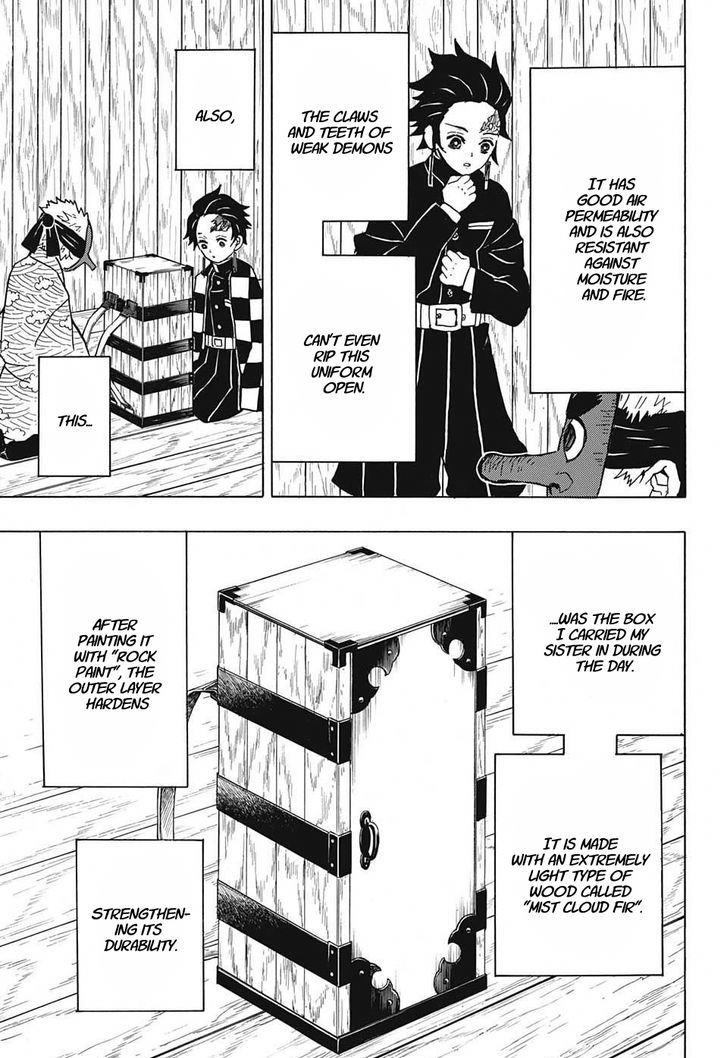 IT HAS
GOOD AIR
PERMEABILITY
AND IS ALSO
RESISTANT
AGAINST
MOISTURE
AND FIRE.
THE CLAWS
AND TEETH OF
WEAK DEMONS
CAN'T EVEN
RIP THIS
UNIFORM
OPEN.
ALSO,
THIS...
....WAS THE BOX
I CARRIED MY
SISTER IN DURING
THE DAY.
IT IS MADE
WITH AN EXTREMELY
LIGHT TYPE OF
WOOD CALLED
"MIST CLOUD FIR".
AFTER
PAINTING IT
WITH "ROCK
PAINT", THE
OUTER LAYER
HARDENS
STRENGTHEN-
ING ITS
DURABILITY.